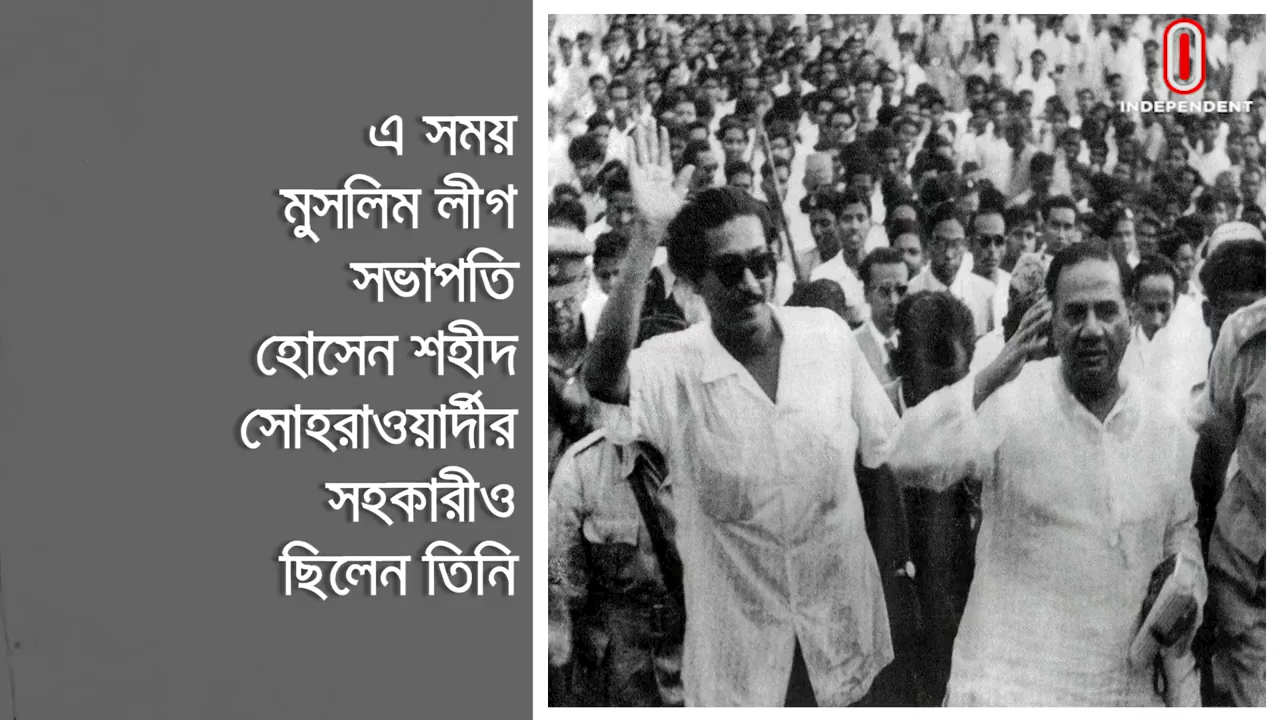 এ সময়
মুসলিম লীগ
সভাপতি
হোসেন শহীদ
সোহরাওয়ার্দীর
সহকারীও
ছিলেন তিনি
INDEPENDENT